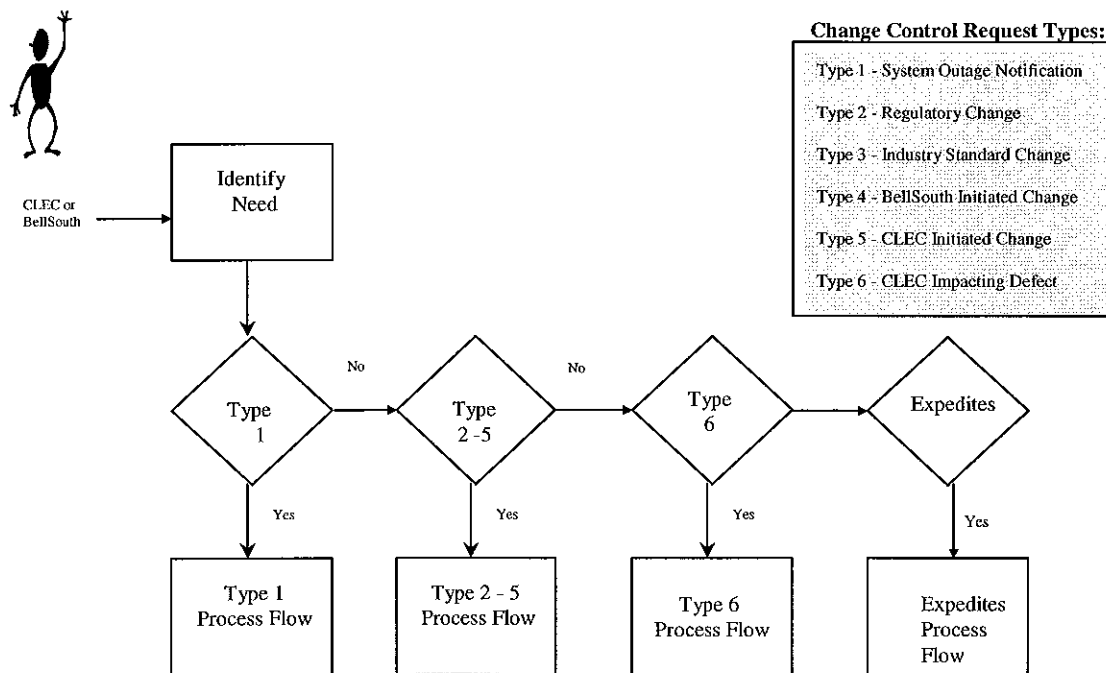 Change Control Request Types:
Type 1 - System Outage Notification
Type 2 - Regulatory Change
Type 3 - Industry Standard Change
Type 4 - BellSouth Initiated Change
Type 5 - CLEC Initiated Change
Type 6 - CLEC Impacting Defect
CLEC or
BellSouth
Identify
Need
Type
1
No
Type
2 -5
No
Type
6
Expedites
Yes
Yes
Yes
Yes
Type 1
Process Flow
Type 2 - 5
Process Flow
Type 6
Process Flow
Expedites
Process
Flow